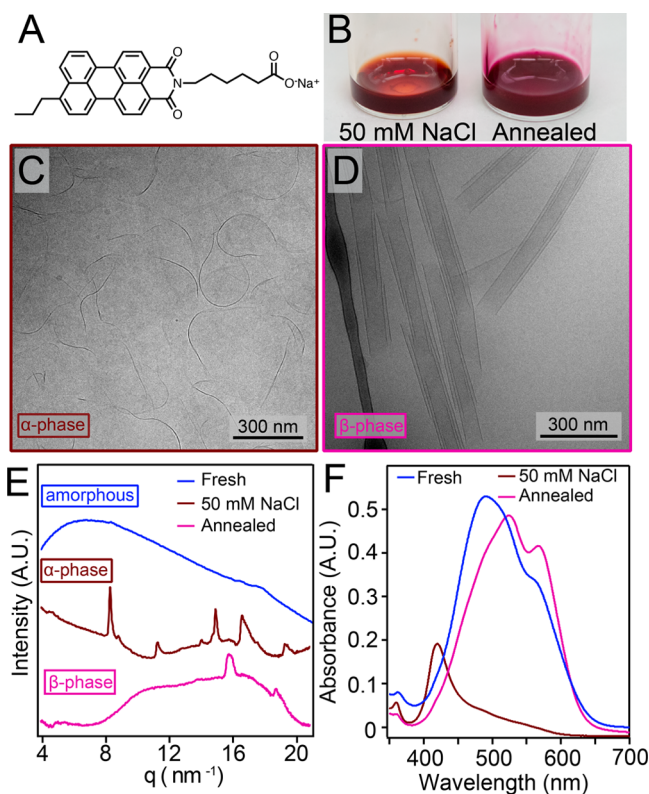 A
O
N
O
O
O⁻Na⁺
B
50 mM NaCl Annealed
C
α-phase
300 nm
D
β-phase
300 nm
E
Fresh
50 mM NaCl
Annealed
amorphous
α-phase
β-phase
Intensity (A.U.)
4 8 12 16 20
q ( nm⁻¹)
F
Fresh
50 mM NaCl
Annealed
Absorbance (A.U.)
0.5
0.4
0.3
0.2
0.1
0
400 500 600 700
Wavelength (nm)